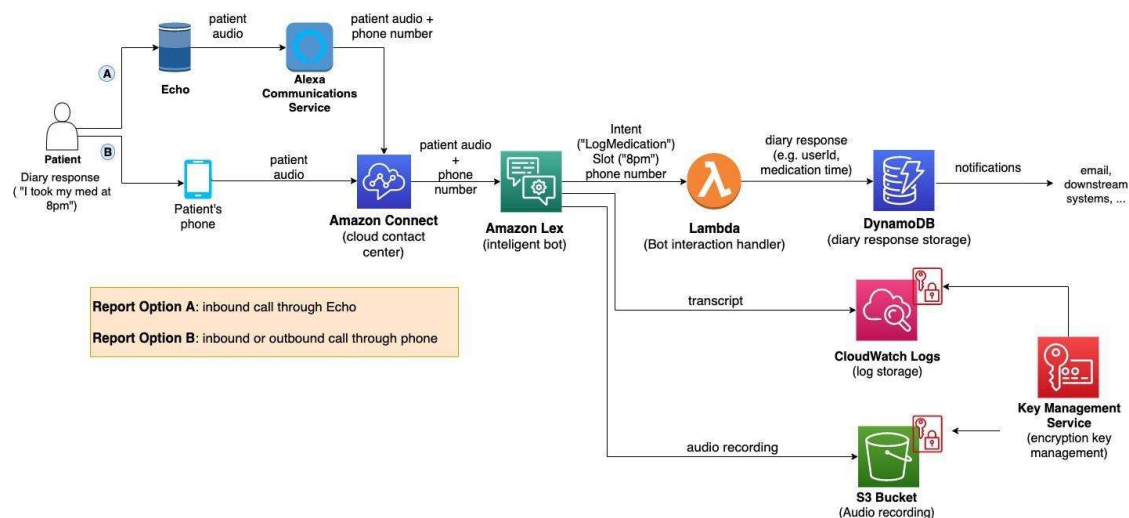 patient
audio
patient audio +
phone number
A
Echo
Alexa
Communications
Service
B
Patient
Diary response
( "I took my med at
8pm")
Patient's
phone
patient
audio
Amazon Connect
(cloud contact
center)
patient audio
+
phone
number
Amazon Lex
(inteligent bot)
Intent
("LogMedication")
Slot ("8pm")
phone number
Lambda
(Bot interaction handler)
diary response
(e.g. userId,
medication time)
DynamoDB
(diary response storage)
notifications
email,
downstream
systems, ...
Report Option A: inbound call through Echo
Report Option B: inbound or outbound call through phone
transcript
CloudWatch Logs
(log storage)
Key Management
Service
(encryption key
management)
audio recording
S3 Bucket
(Audio recording)